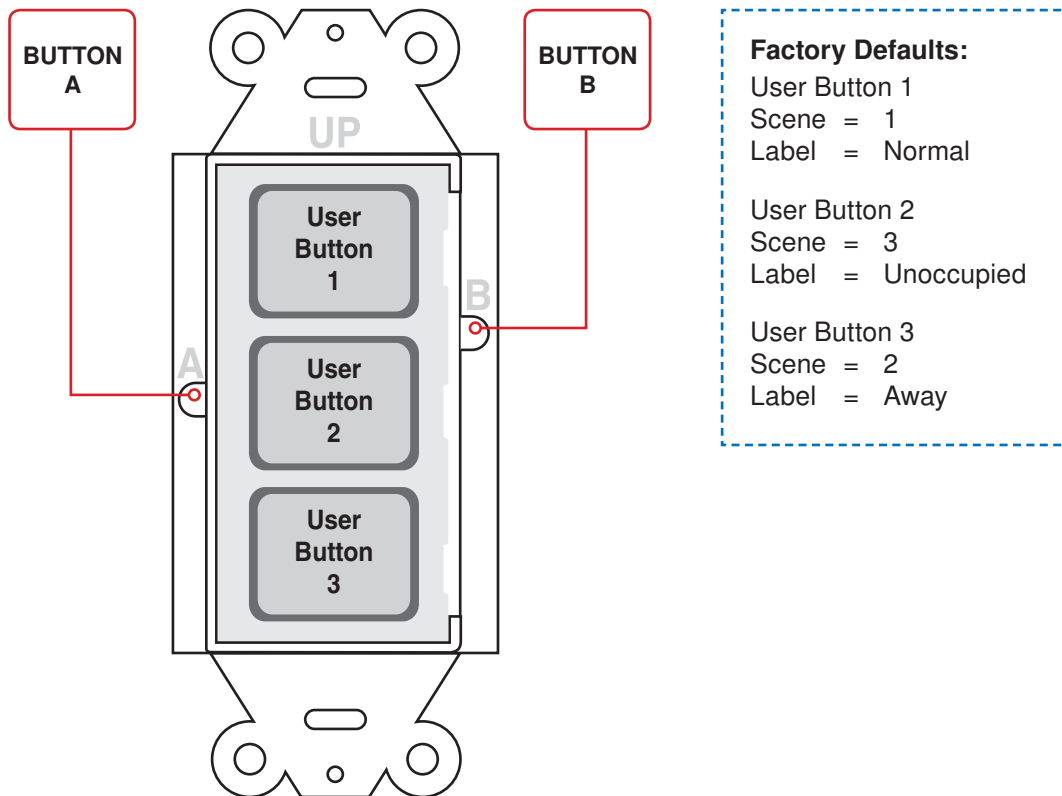 BUTTON
A
BUTTON
B
UP
User
Button
1
B
A
User
Button
2
User
Button
3
Factory Defaults:
User Button 1
Scene = 1
Label = Normal
User Button 2
Scene = 3
Label = Unoccupied
User Button 3
Scene = 2
Label = Away